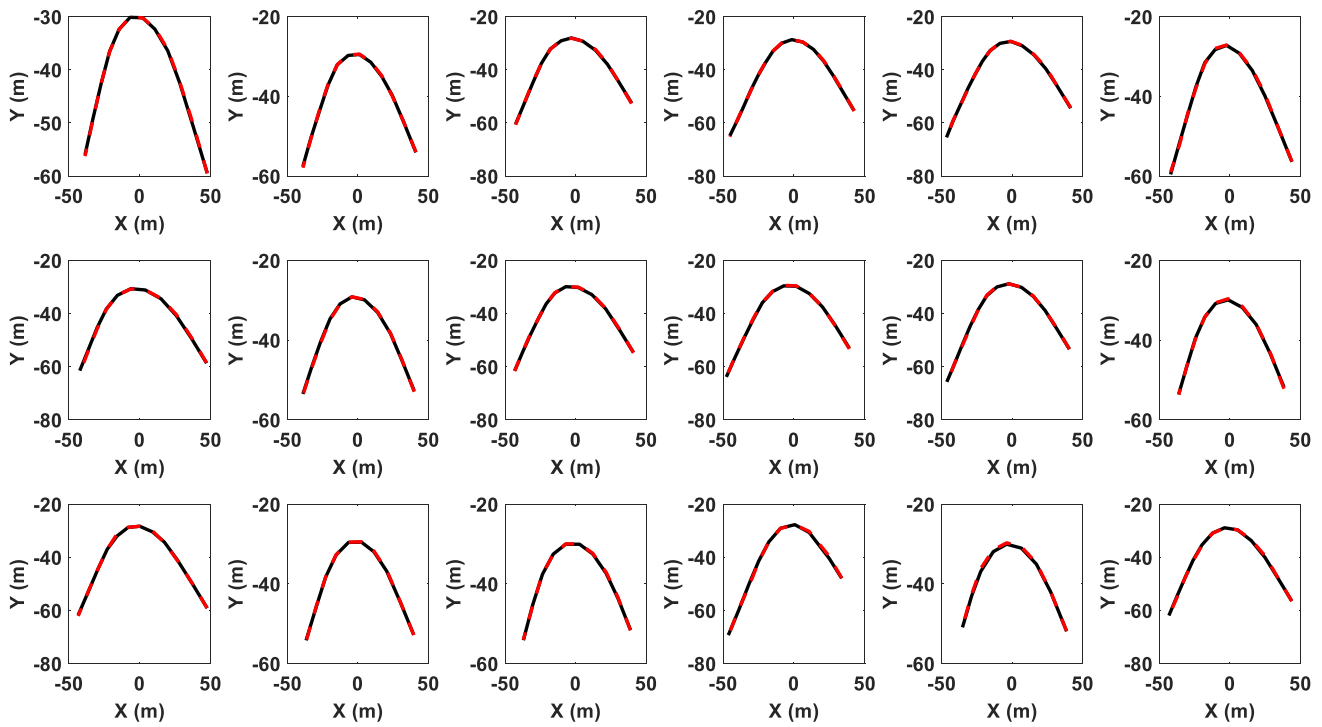 -30 -20 -20 -20 -20 -20
Y (m) -40 Y (m) -40 Y (m) -40 Y (m) -40 Y (m) -40 Y (m) -40
-50 -60 -60 -60
-60 -60 -80 -80 -80 -60
-50 0 50 -50 0 50 -50 0 50 -50 0 50 -50 0 50 -50 0 50
X (m) X (m) X (m) X (m) X (m) X (m)
-20 -20 -20 -20 -20 -20
Y (m) -40 Y (m) -40 Y (m) -40 Y (m) -40 Y (m) -40 Y (m) -40
-60 -60 -60 -60
-80 -60 -80 -80 -80 -60
-50 0 50 -50 0 50 -50 0 50 -50 0 50 -50 0 50 -50 0 50
X (m) X (m) X (m) X (m) X (m) X (m)
-20 -20 -20 -20 -20 -20
Y (m) -40 Y (m) -40 Y (m) -40 Y (m) -40 Y (m) -40 Y (m) -40
-60 -60 -60
-80 -60 -60 -80 -60 -80
-50 0 50 -50 0 50 -50 0 50 -50 0 50 -50 0 50 -50 0 50
X (m) X (m) X (m) X (m) X (m) X (m)